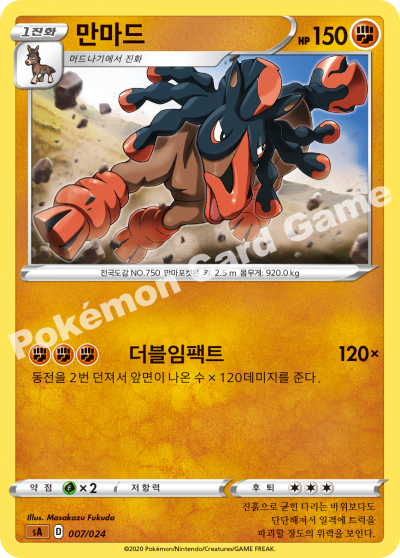 1진화
만마드
HP 150
머드나기에서 진화
전국도감 NO.750 만마포켓몬 키: 2.5 m 몸무게: 920.0 kg
더블임팩트 120×
동전을 2번 던져서 앞면이 나온 수 × 120데미지를 준다.
약점 ×2 저항력 후퇴
Illus. Masakazu Fukuda
진흙으로 굳힌 다리는 바위보다도
단단해져서 일격에 트럭을
파괴할 정도의 위력을 보인다.
sA D 007/024
©2020 Pokémon/Nintendo/Creatures/GAME FREAK.
Pokémon Card Game